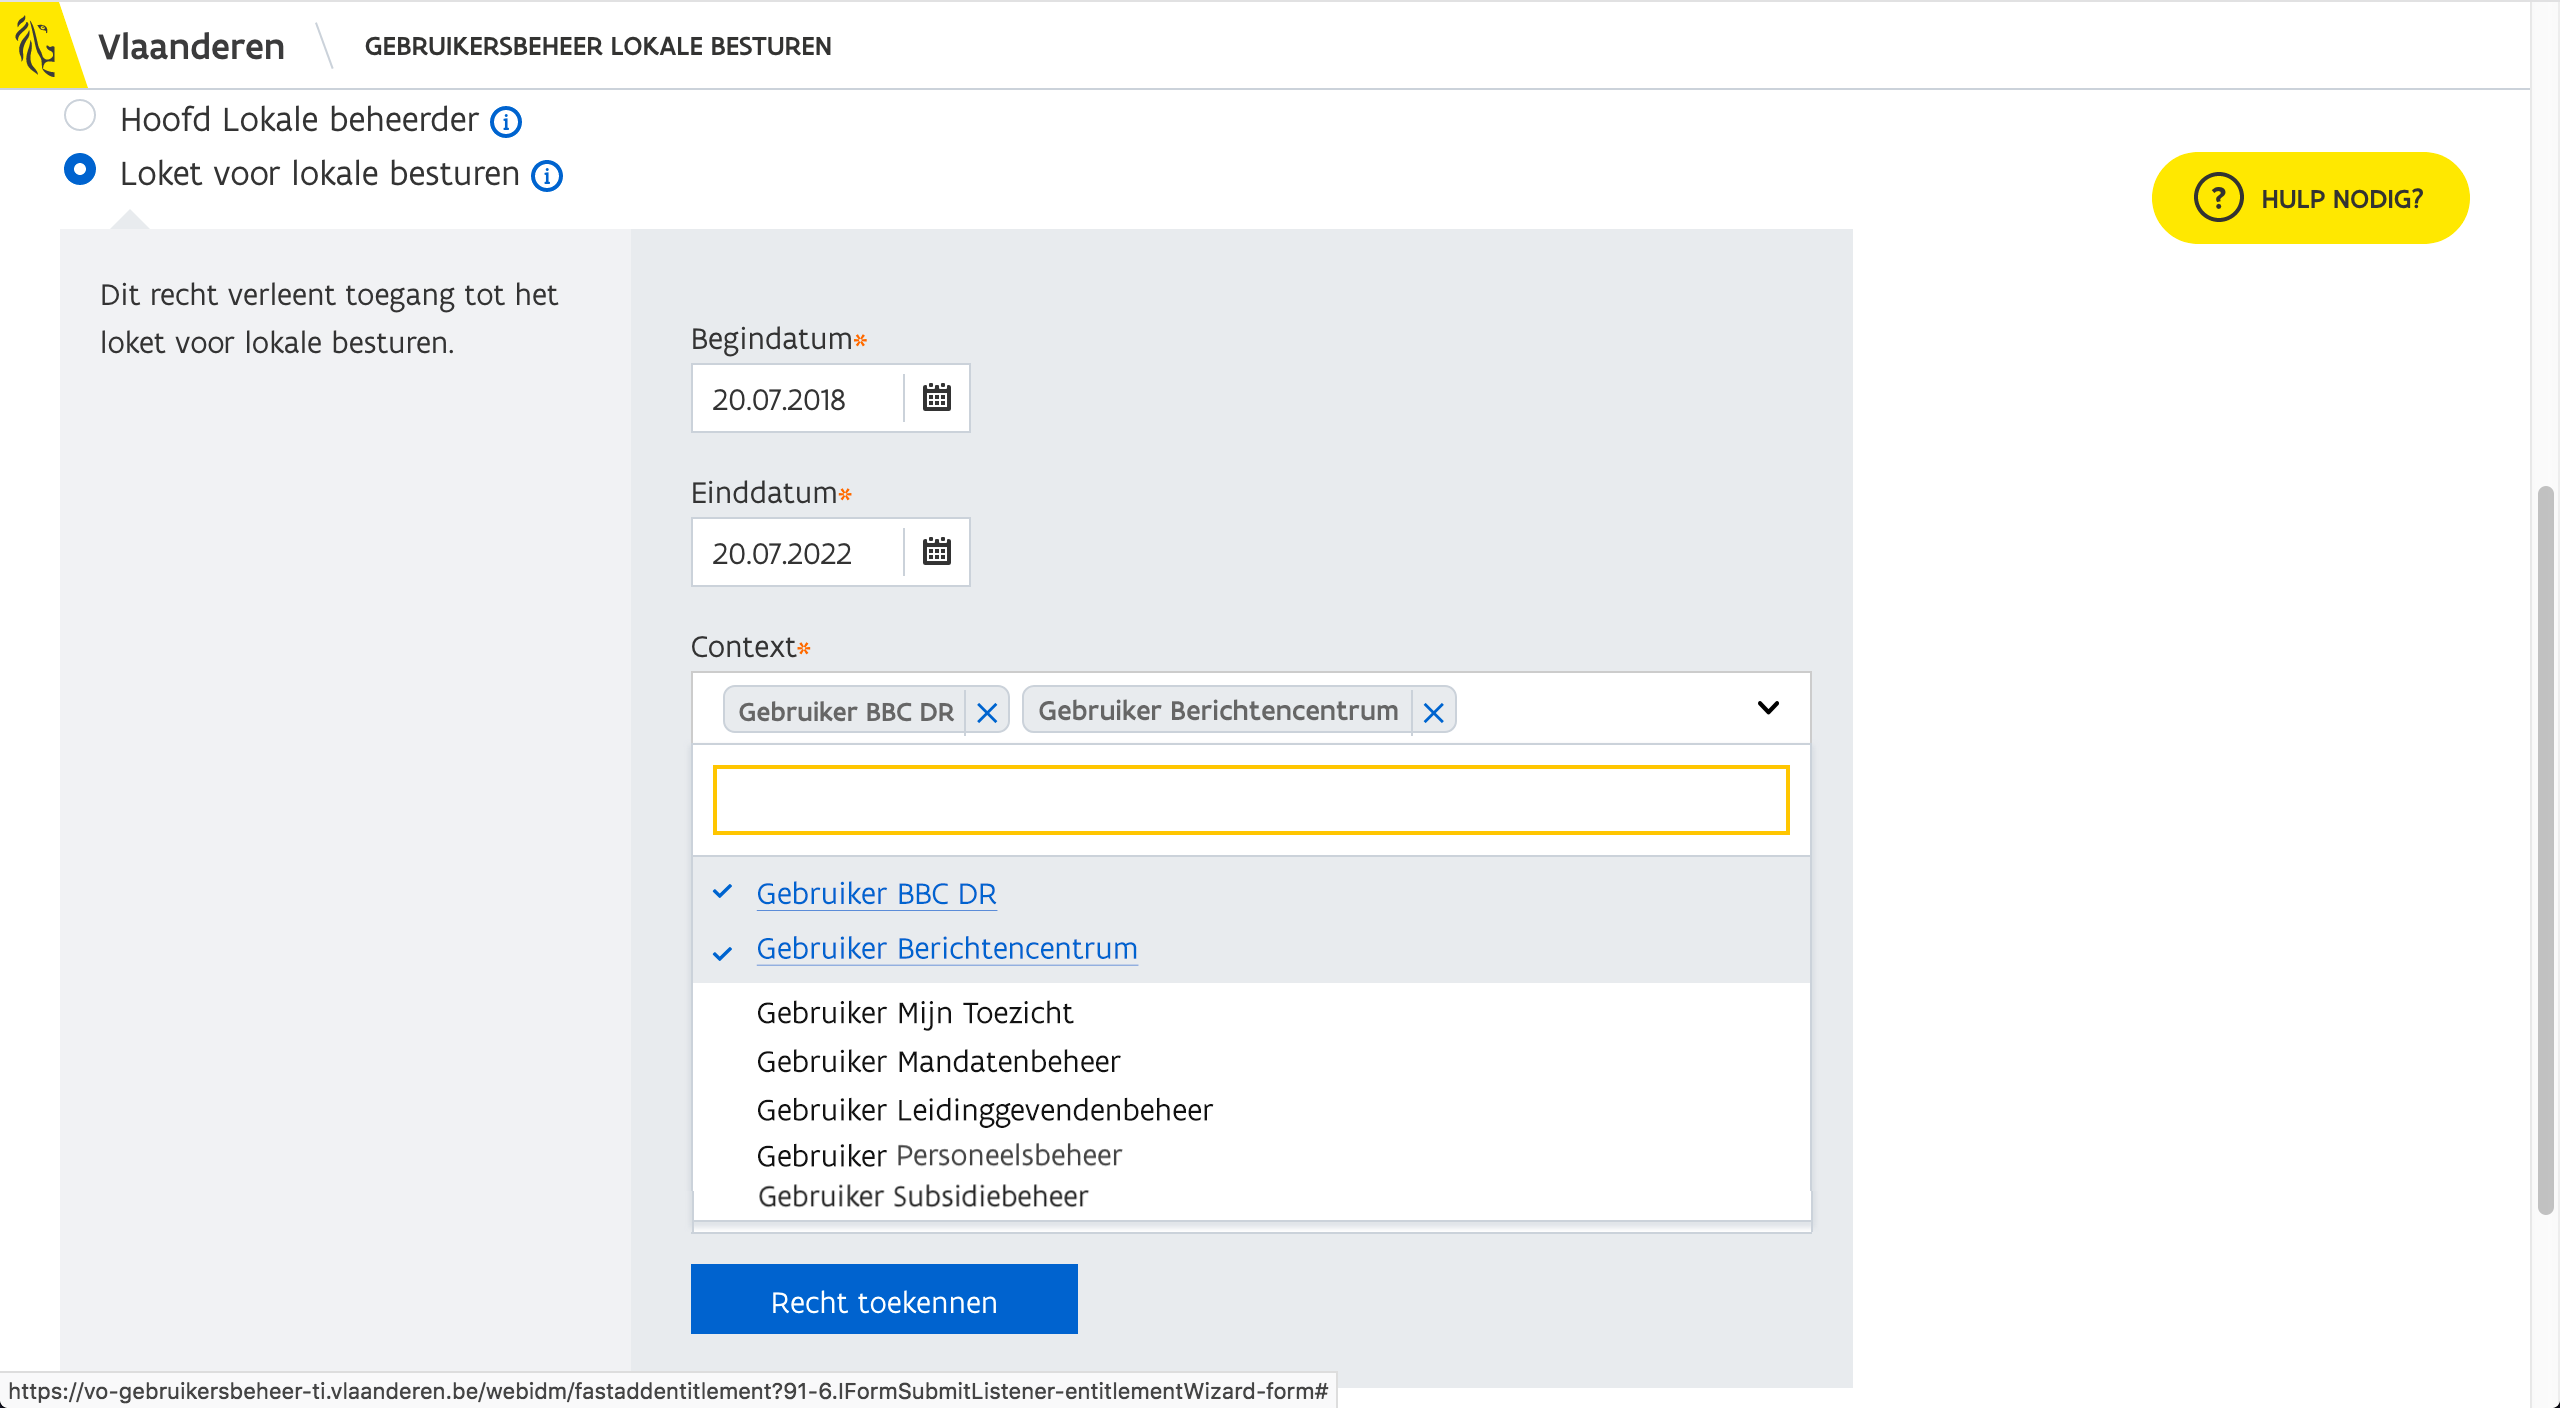 Vlaanderen
GEBRUIKERSBEHEER LOKALE BESTUREN
Hoofd Lokale beheerder i
Loket voor lokale besturen i
? HULP NODIG?
Dit recht verleent toegang tot het
loket voor lokale besturen.
Begindatum*
20.07.2018
Einddatum*
20.07.2022
Context*
Gebruiker BBC DR
Gebruiker Berichtencentrum
Gebruiker BBC DR
Gebruiker Berichtencentrum
Gebruiker Mijn Toezicht
Gebruiker Mandatenbeheer
Gebruiker Leidinggevendenbeheer
Gebruiker Personeelsbeheer
Gebruiker Subsidiebeheer
Recht toekennen
https://vo-gebruikersbeheer-ti.vlaanderen.be/webidm/fastaddentitlement?91-6.IFormSubmitListener-entitlementWizard-form#